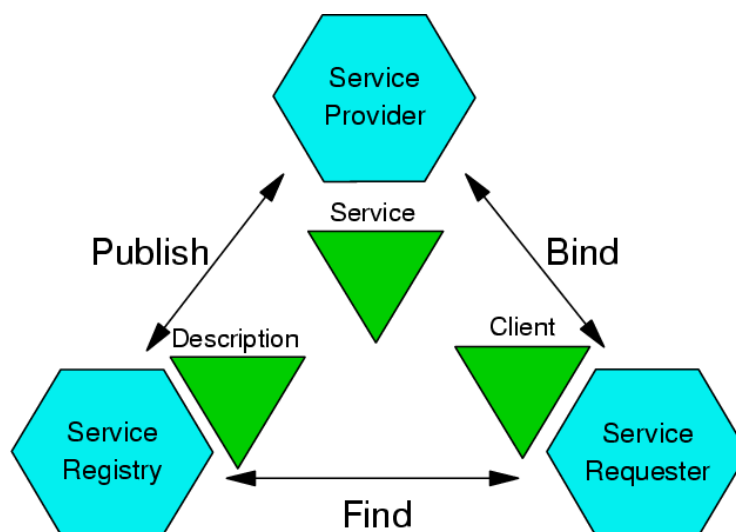 Service
Provider
Service
Publish
Bind
Description
Client
Service
Registry
Service
Requester
Find